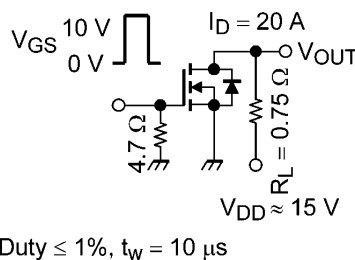 I_D = 20 A
V_GS
10 V
0 V
V_OUT
4.7 Ω
R_L = 0.75 Ω
V_DD ≈ 15 V
Duty ≤ 1%, t_w = 10 μs